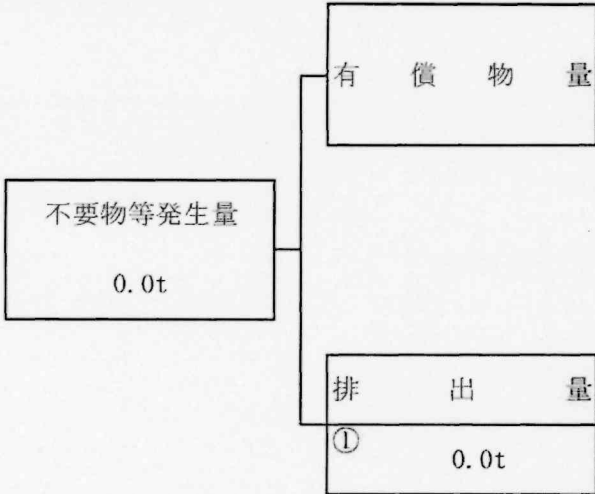 有償物量
不要物等発生量
0.0t
排出量
①
0.0t